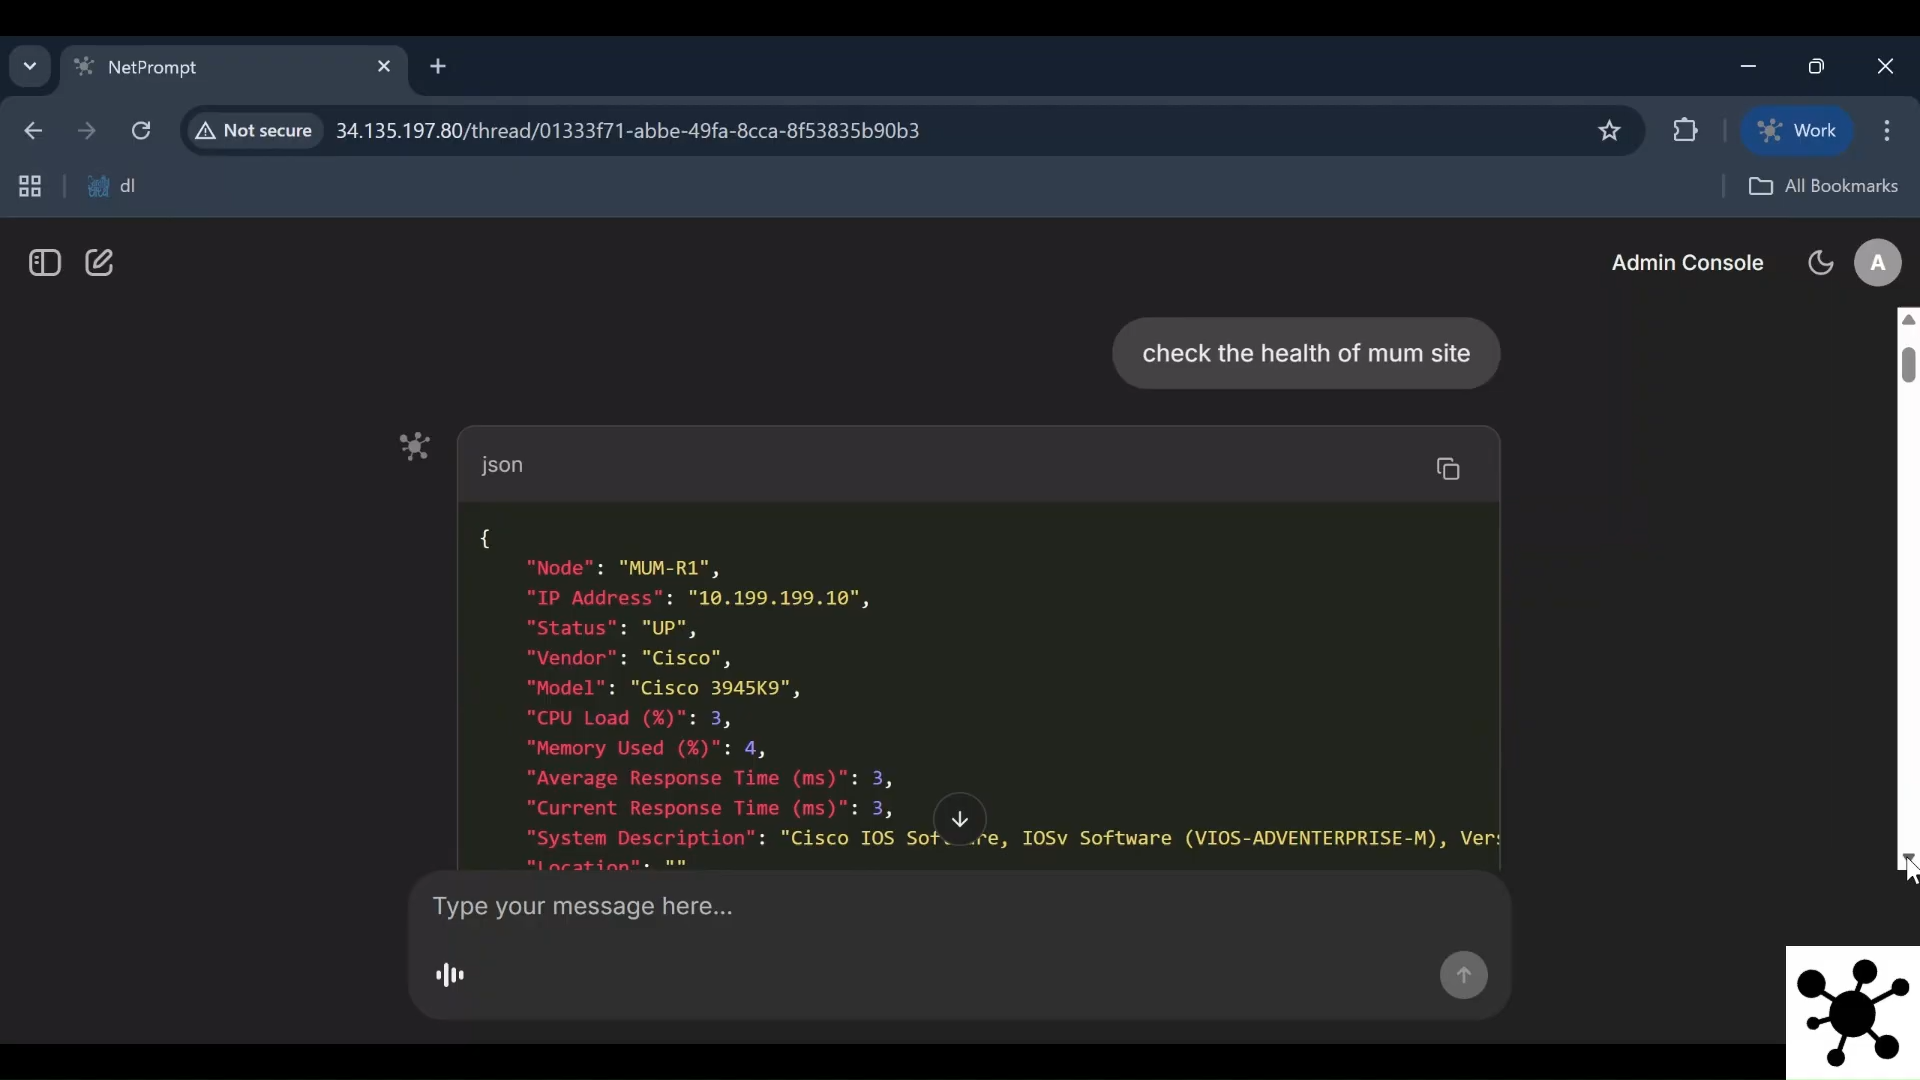 NetPrompt
Not secure
34.135.197.80/thread/01333f71-abbe-49fa-8cca-8f53835b90b3
Work
dl
All Bookmarks
Admin Console
A
check the health of mum site
json
{
"Node": "MUM-R1",
"IP Address": "10.199.199.10",
"Status": "UP",
"Vendor": "Cisco",
"Model": "Cisco 3945K9",
"CPU Load (%)": 3,
"Memory Used (%)": 4,
"Average Response Time (ms)": 3,
"Current Response Time (ms)": 3,
"System Description": "Cisco IOS re, IOSv Software (VIOS-ADVENTERPRISE-M), Ver
"Location": ""
Type your message here...